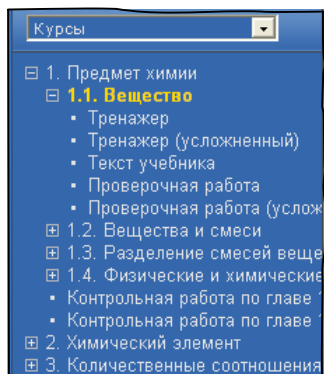 Курсы
1. Предмет химии
1.1. Вещество
Тренажер
Тренажер (усложненный)
Текст учебника
Проверочная работа
Проверочная работа (услож
1.2. Вещества и смеси
1.3. Разделение смесей веще
1.4. Физические и химические
Контрольная работа по главе 1
Контрольная работа по главе 1
2. Химический элемент
3. Количественные соотношения